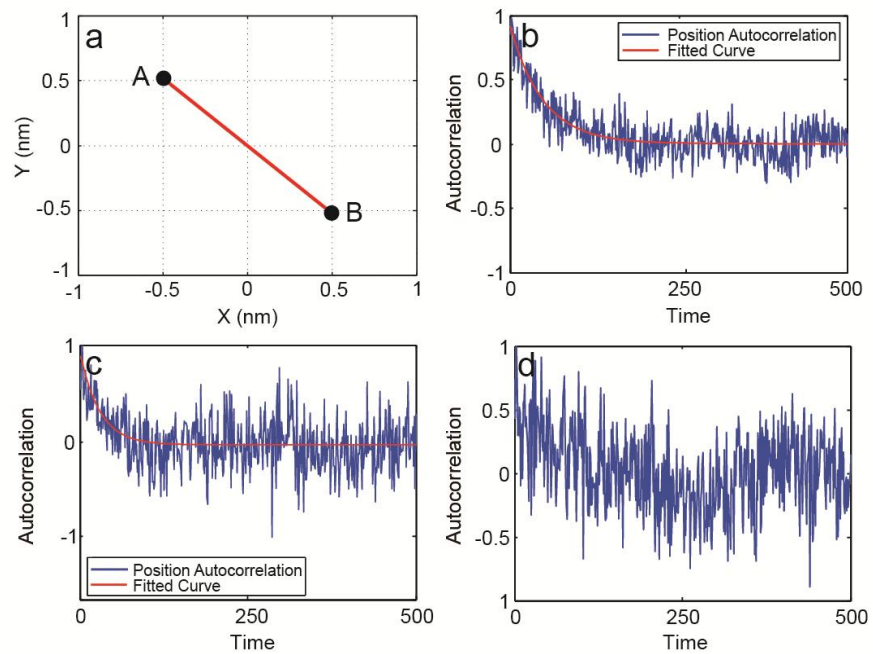 a
1
0.5
0
-0.5
-1
Y (nm)
A
B
-1
-0.5
0
0.5
1
X (nm)
b
Position Autocorrelation
Fitted Curve
1
0.5
0
-0.5
1
Autocorrelation
0
250
500
Time
c
1
0
-1
Autocorrelation
Position Autocorrelation
Fitted Curve
0
250
500
Time
d
1
0.5
0
-0.5
1
Autocorrelation
0
250
500
Time